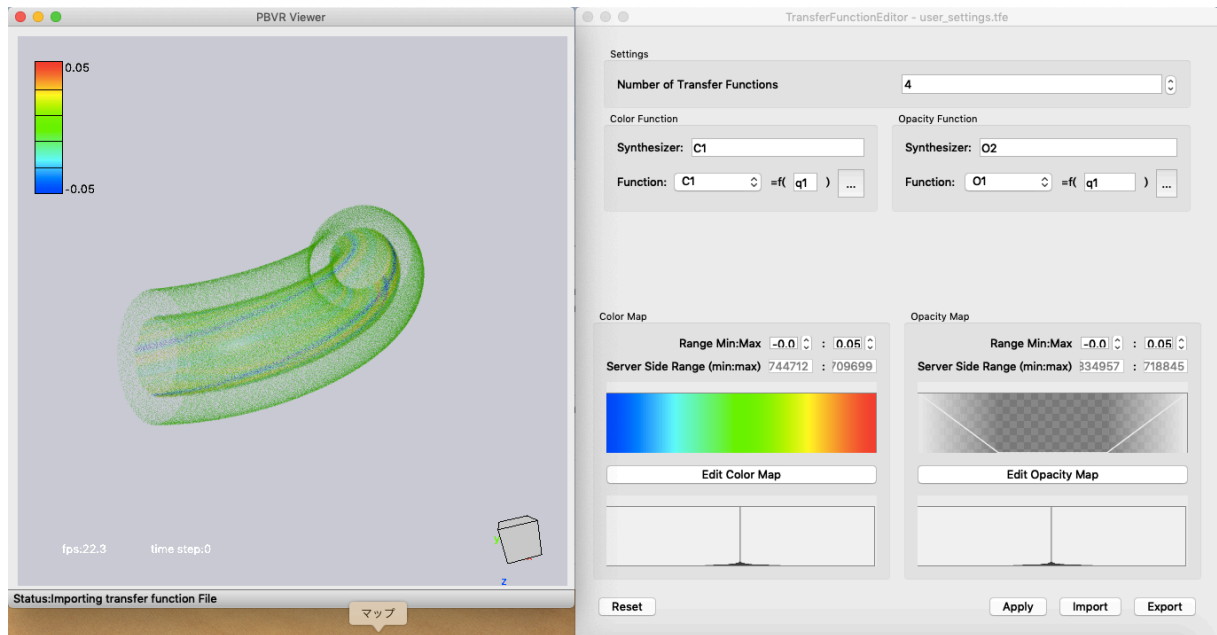 PBVR Viewer
0.05
-0.05
fps:22.3 time step:0
y
z
Status:Importing transfer function File
マップ
TransferFunctionEditor - user_settings.tfe
Settings
Number of Transfer Functions 4
Color Function
Synthesizer: C1
Function: C1 =f( q1 ) ...
Opacity Function
Synthesizer: O2
Function: O1 =f( q1 ) ...
Color Map
Range Min:Max -0.0 : 0.05
Server Side Range (min:max) 744712 : 709699
Edit Color Map
Opacity Map
Range Min:Max -0.0 : 0.05
Server Side Range (min:max) 334957 : 718845
Edit Opacity Map
Reset Apply Import Export